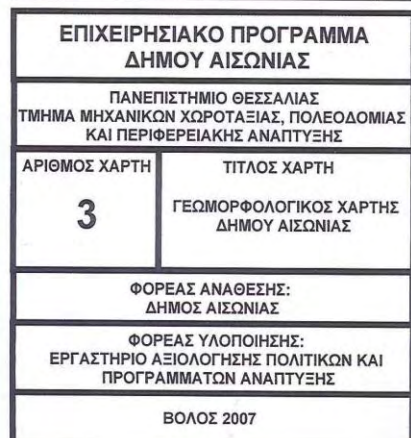 ΕΠΙΧΕΙΡΗΣΙΑΚΟ ΠΡΟΓΡΑΜΜΑ
ΔΗΜΟΥ ΑΙΣΩΝΙΑΣ
ΠΑΝΕΠΙΣΤΗΜΙΟ ΘΕΣΣΑΛΙΑΣ
ΤΜΗΜΑ ΜΗΧΑΝΙΚΩΝ ΧΩΡΟΤΑΞΙΑΣ, ΠΟΛΕΟΔΟΜΙΑΣ
ΚΑΙ ΠΕΡΙΦΕΡΕΙΑΚΗΣ ΑΝΑΠΤΥΞΗΣ
ΑΡΙΘΜΟΣ ΧΑΡΤΗ
3
ΤΙΤΛΟΣ ΧΑΡΤΗ
ΓΕΩΜΟΡΦΟΛΟΓΙΚΟΣ ΧΑΡΤΗΣ
ΔΗΜΟΥ ΑΙΣΩΝΙΑΣ
ΦΟΡΕΑΣ ΑΝΑΘΕΣΗΣ:
ΔΗΜΟΣ ΑΙΣΩΝΙΑΣ
ΦΟΡΕΑΣ ΥΛΟΠΟΙΗΣΗΣ:
ΕΡΓΑΣΤΗΡΙΟ ΑΞΙΟΛΟΓΗΣΗΣ ΠΟΛΙΤΙΚΩΝ ΚΑΙ
ΠΡΟΓΡΑΜΜΑΤΩΝ ΑΝΑΠΤΥΞΗΣ
ΒΟΛΟΣ 2007